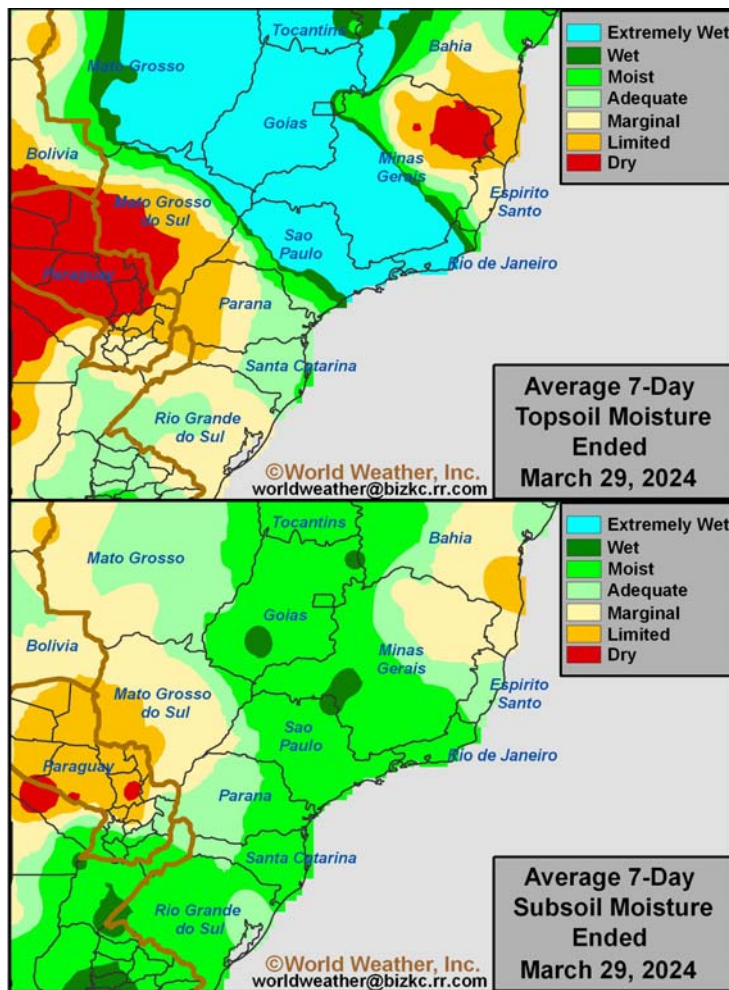 Tocantins
Bahia
Mato Grosso
Goias
Bolivia
Minas
Gerais
Mato Grosso
do Sul
Espirito
Santo
Sao
Paulo
Rio de Janeiro
Paraguay
Parana
Santa Catarina
Rio Grande
do Sul
Extremely Wet
Wet
Moist
Adequate
Marginal
Limited
Dry
Average 7-Day
Topsoil Moisture
Ended
March 29, 2024
©World Weather, Inc.
worldweather@bizkc.rr.com
Tocantins
Bahia
Mato Grosso
Goias
Bolivia
Minas
Gerais
Mato Grosso
do Sul
Espirito
Santo
Sao
Paulo
Rio de Janeiro
Paraguay
Parana
Santa Catarina
Rio Grande
do Sul
Extremely Wet
Wet
Moist
Adequate
Marginal
Limited
Dry
Average 7-Day
Subsoil Moisture
Ended
March 29, 2024
©World Weather, Inc.
worldweather@bizkc.rr.com